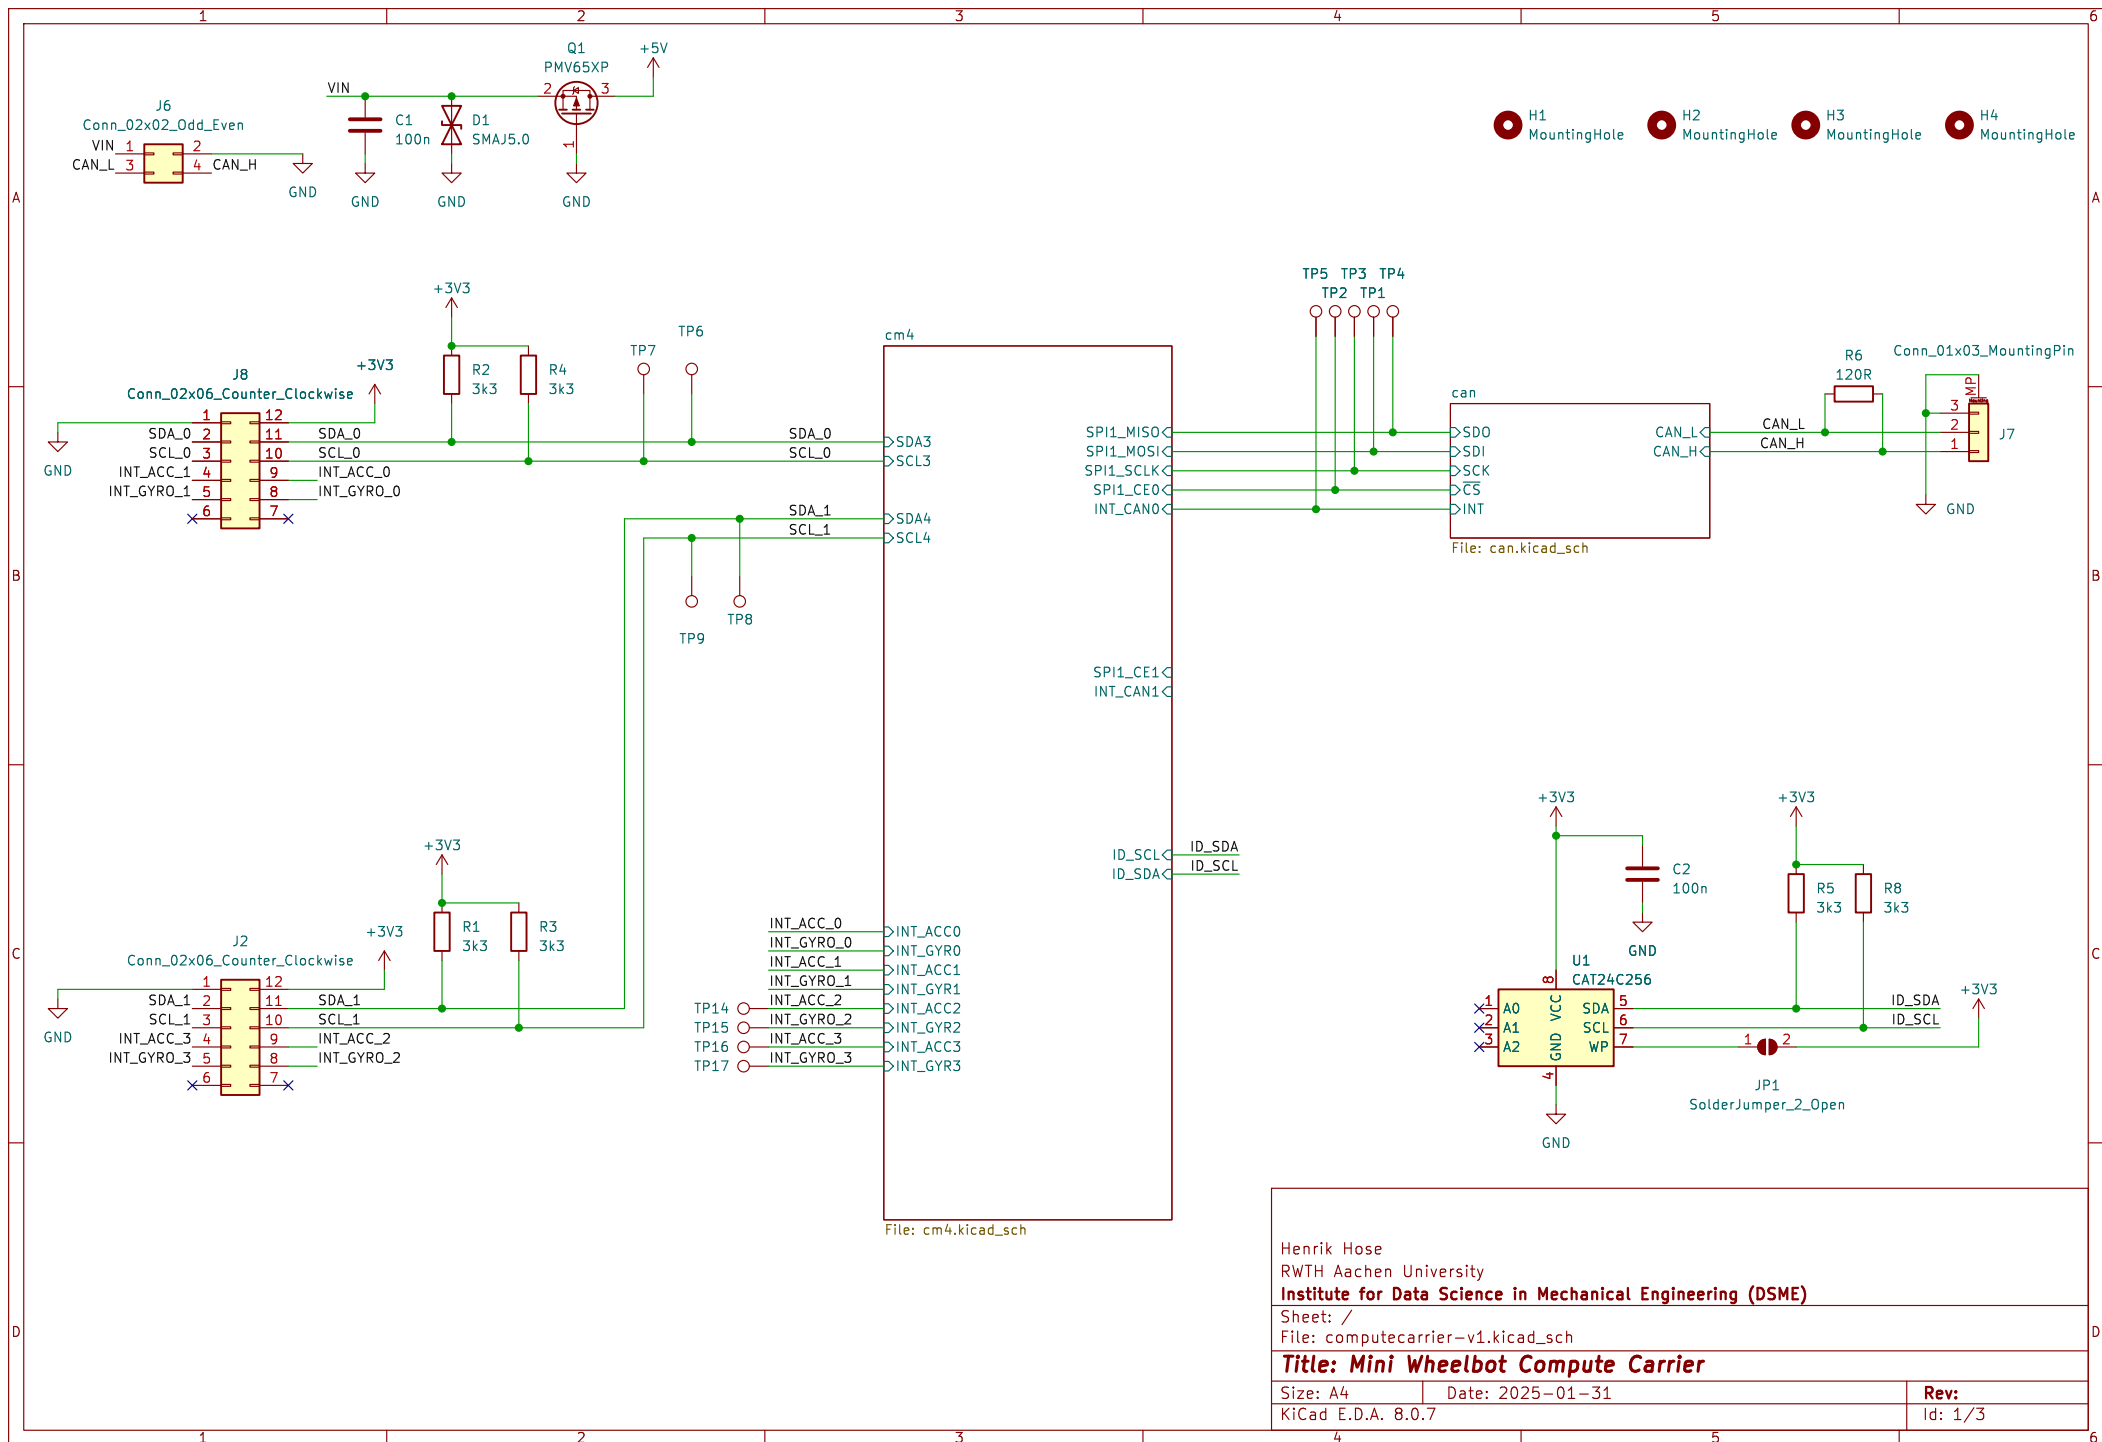 1 2 3 4 5 6
A
B
C
D
A
B
C
D
1 2 3 4 5 6
J6
Conn_02x02_Odd_Even
VIN 1 2
CAN_L 3 4 CAN_H
GND
VIN
C1
100n
GND
D1
SMAJ5.0
GND
Q1
PMV65XP
2 3
1
GND
+5V
H1
MountingHole
H2
MountingHole
H3
MountingHole
H4
MountingHole
+3V3
R2
3k3
R4
3k3
TP7
TP6
+3V3
J8
Conn_02x06_Counter_Clockwise
GND
1 12
SDA_0 2 11 SDA_0
SCL_0 3 10 SCL_0
INT_ACC_1 4 9 INT_ACC_0
INT_GYRO_1 5 8 INT_GYRO_0
6 7
SDA_0
SCL_0
SDA_1
SCL_1
TP9
TP8
cm4
SDA3
SCL3
SDA4
SCL4
SPI1_MISO
SPI1_MOSI
SPI1_SCLK
SPI1_CE0
INT_CAN0
SPI1_CE1
INT_CAN1
ID_SCL ID_SDA
ID_SDA ID_SCL
INT_ACC_0 INT_ACC0
INT_GYRO_0 INT_GYR0
INT_ACC_1 INT_ACC1
INT_GYRO_1 INT_GYR1
TP14 INT_ACC_2 INT_ACC2
TP15 INT_GYRO_2 INT_GYR2
TP16 INT_ACC_3 INT_ACC3
TP17 INT_GYRO_3 INT_GYR3
File: cm4.kicad_sch
TP5 TP3 TP4
TP2 TP1
can
SDO
SDI
SCK
CS
INT
CAN_L
CAN_H
File: can.kicad_sch
CAN_L
CAN_H
R6
120R
Conn_01x03_MountingPin
MP
3
2
1
J7
GND
+3V3
R1
3k3
R3
3k3
+3V3
J2
Conn_02x06_Counter_Clockwise
GND
1 12
SDA_1 2 11 SDA_1
SCL_1 3 10 SCL_1
INT_ACC_3 4 9 INT_ACC_2
INT_GYRO_3 5 8 INT_GYRO_2
6 7
+3V3
C2
100n
GND
+3V3
R5
3k3
R8
3k3
U1
CAT24C256
8
VCC
1 A0 SDA 5
2 A1 SCL 6
3 A2 WP 7
GND
4
GND
ID_SDA
ID_SCL
+3V3
1 2
JP1
SolderJumper_2_Open
Henrik Hose
RWTH Aachen University
Institute for Data Science in Mechanical Engineering (DSME)
Sheet: /
File: computecarrier-v1.kicad_sch
Title: Mini Wheelbot Compute Carrier
Size: A4 Date: 2025-01-31 Rev:
KiCad E.D.A. 8.0.7 Id: 1/3